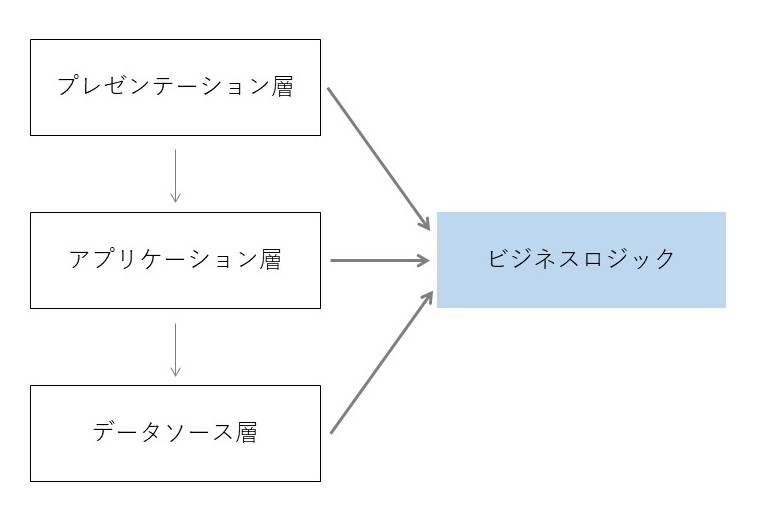 プレゼンテーション層
アプリケーション層
ビジネスロジック
データソース層